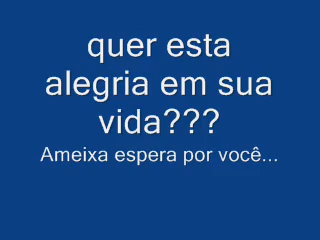 quer esta
alegria em sua
vida???
Ameixa espera por você...